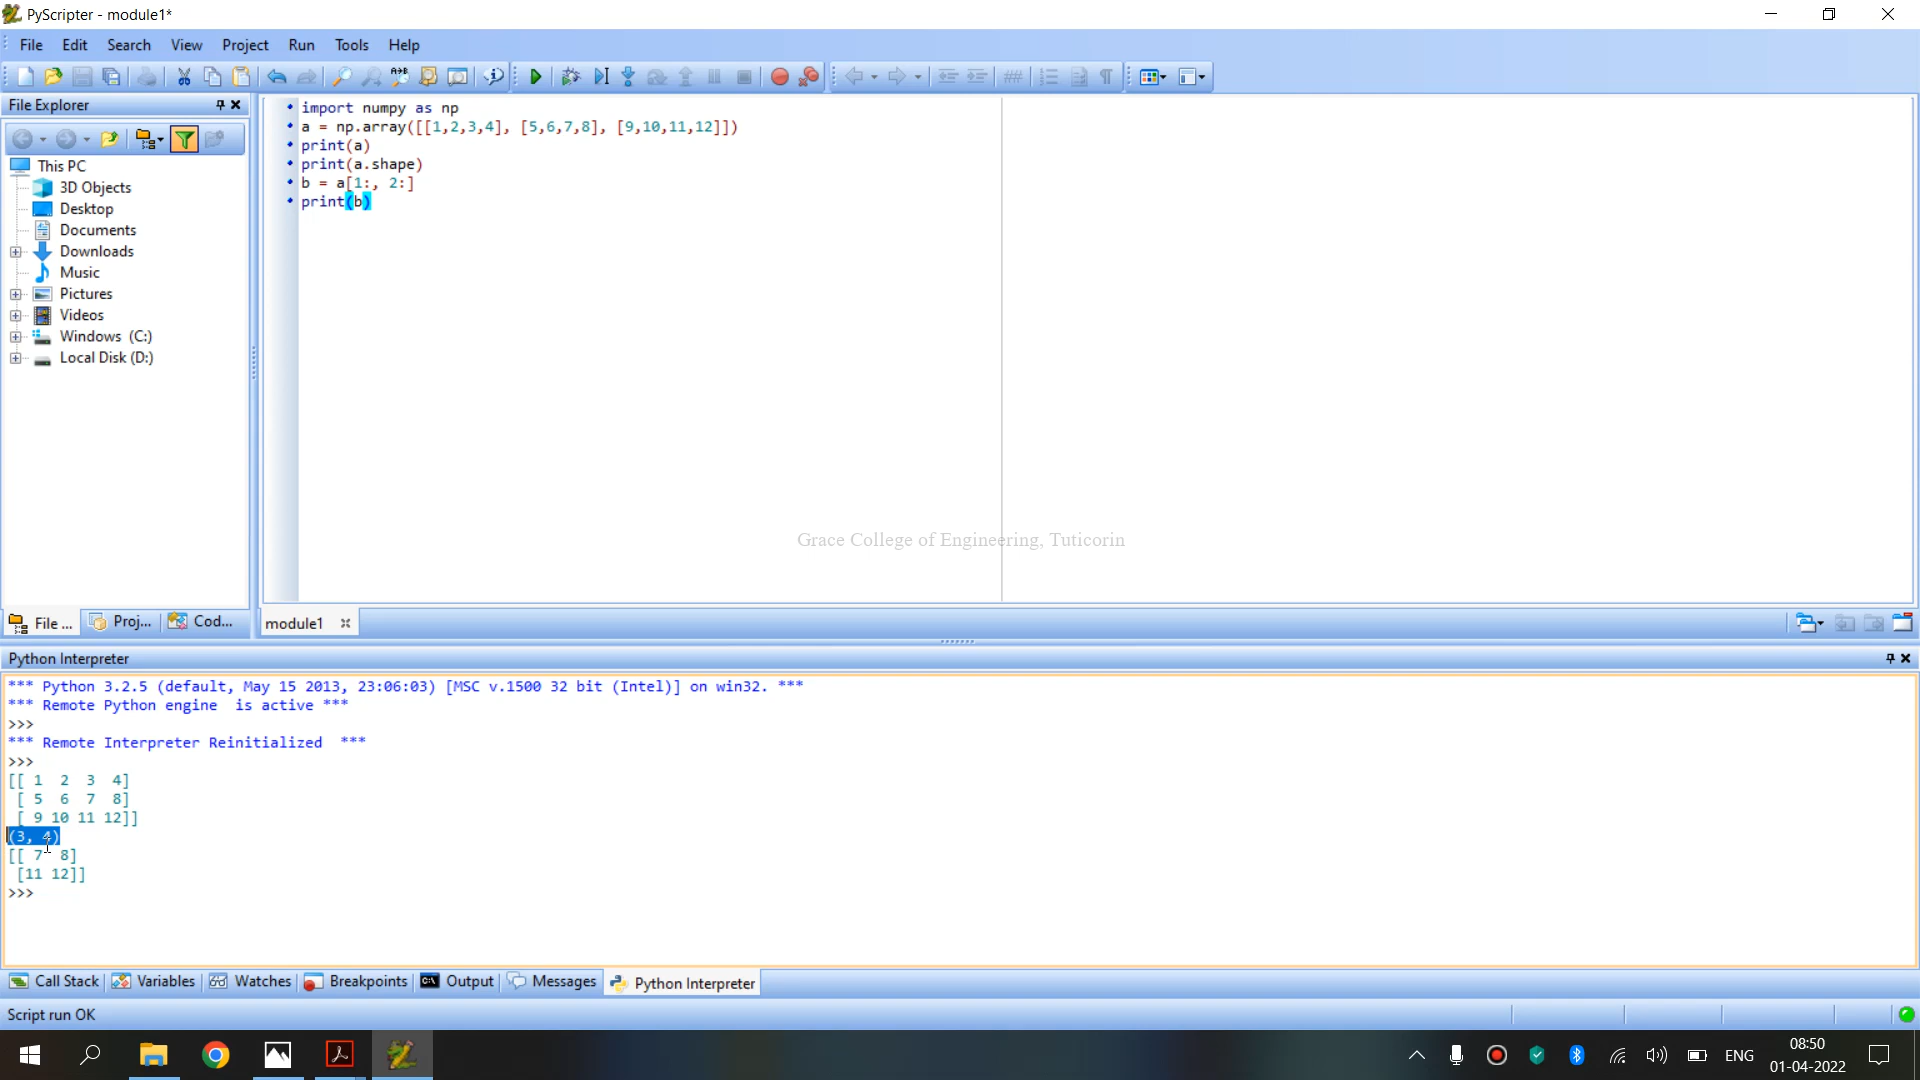 PyScripter - module1*
File Edit Search View Project Run Tools Help
File Explorer
This PC
3D Objects
Desktop
Documents
Downloads
Music
Pictures
Videos
Windows (C:)
Local Disk (D:)
File ... Proj... Cod...
import numpy as np
a = np.array([[1,2,3,4], [5,6,7,8], [9,10,11,12]])
print(a)
print(a.shape)
b = a[1:, 2:]
print(b)
Grace College of Engineering, Tuticorin
module1
Python Interpreter
*** Python 3.2.5 (default, May 15 2013, 23:06:03) [MSC v.1500 32 bit (Intel)] on win32. ***
*** Remote Python engine  is active ***
>>>
*** Remote Interpreter Reinitialized  ***
>>>
[[ 1  2  3  4]
 [ 5  6  7  8]
 [ 9 10 11 12]]
(3, 4)
[[ 7  8]
 [11 12]]
>>>
Call Stack Variables Watches Breakpoints Output Messages Python Interpreter
Script run OK
ENG
08:50
01-04-2022